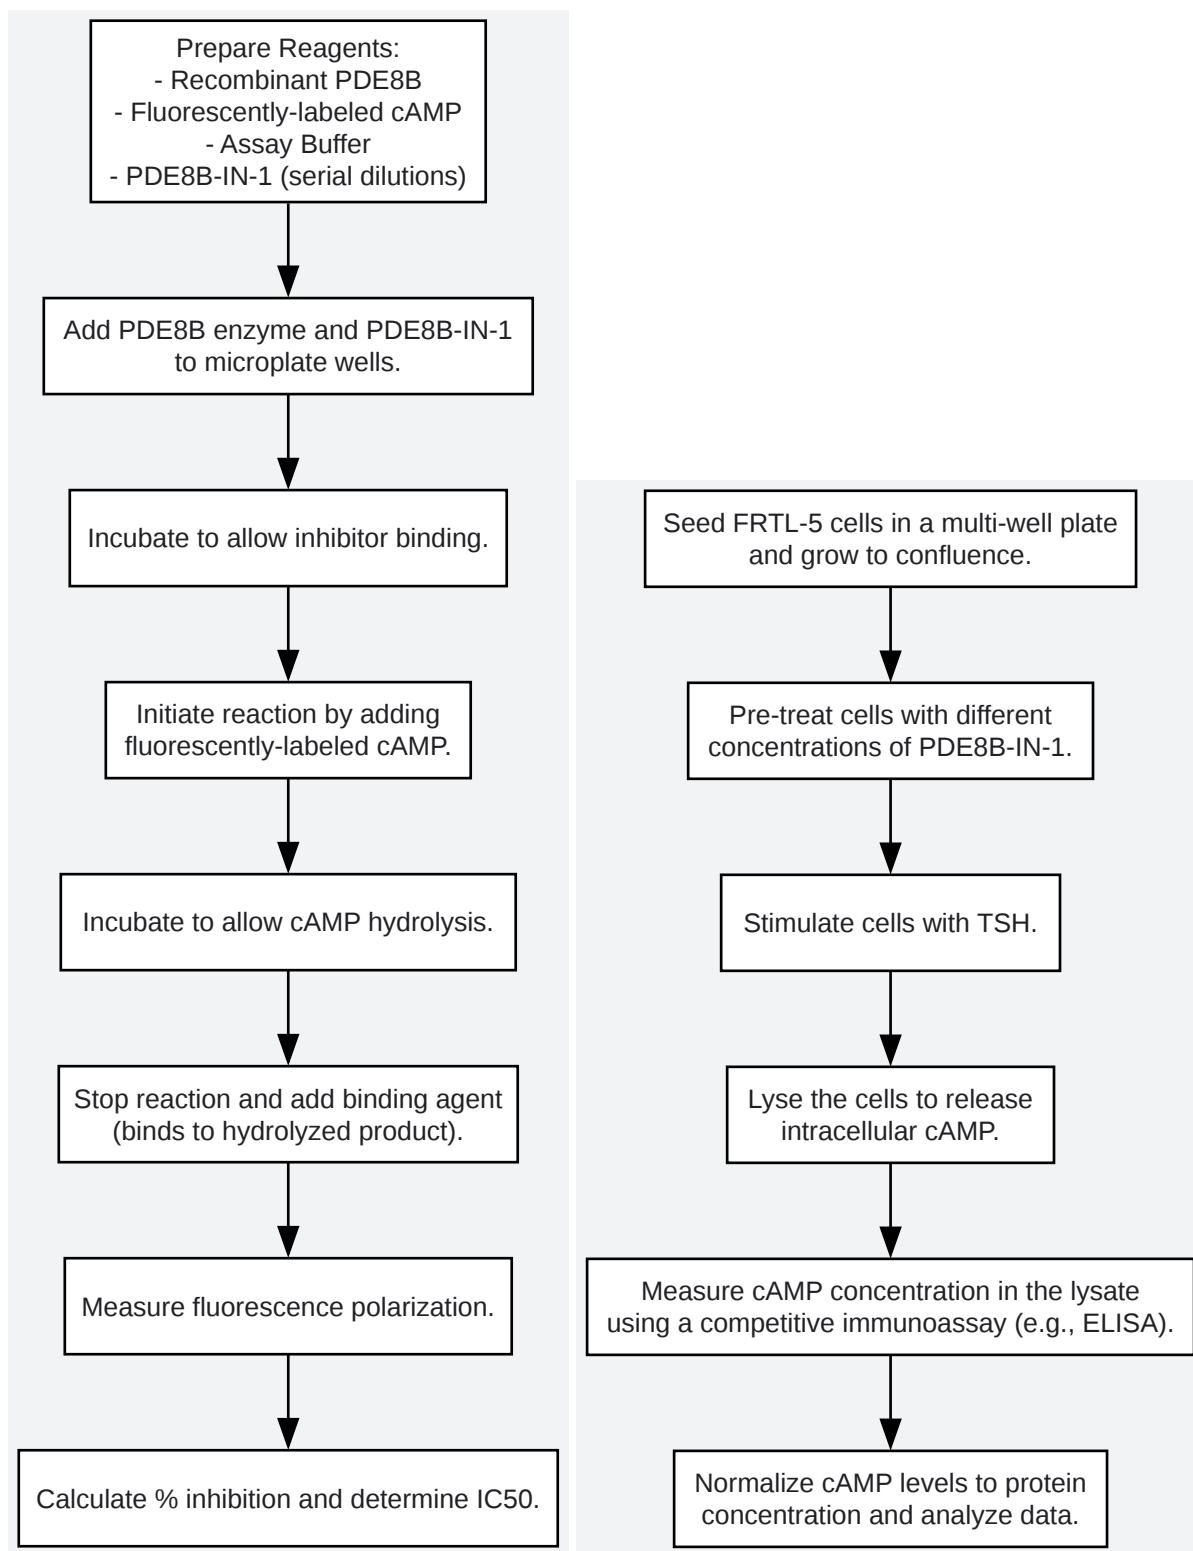 Prepare Reagents:
- Recombinant PDE8B
- Fluorescently-labeled cAMP
- Assay Buffer
- PDE8B-IN-1 (serial dilutions)
Add PDE8B enzyme and PDE8B-IN-1
to microplate wells.
Incubate to allow inhibitor binding.
Initiate reaction by adding
fluorescently-labeled cAMP.
Incubate to allow cAMP hydrolysis.
Stop reaction and add binding agent
(binds to hydrolyzed product).
Measure fluorescence polarization.
Calculate % inhibition and determine IC50.
Seed FRTL-5 cells in a multi-well plate
and grow to confluence.
Pre-treat cells with different
concentrations of PDE8B-IN-1.
Stimulate cells with TSH.
Lyse the cells to release
intracellular cAMP.
Measure cAMP concentration in the lysate
using a competitive immunoassay (e.g., ELISA).
Normalize cAMP levels to protein
concentration and analyze data.